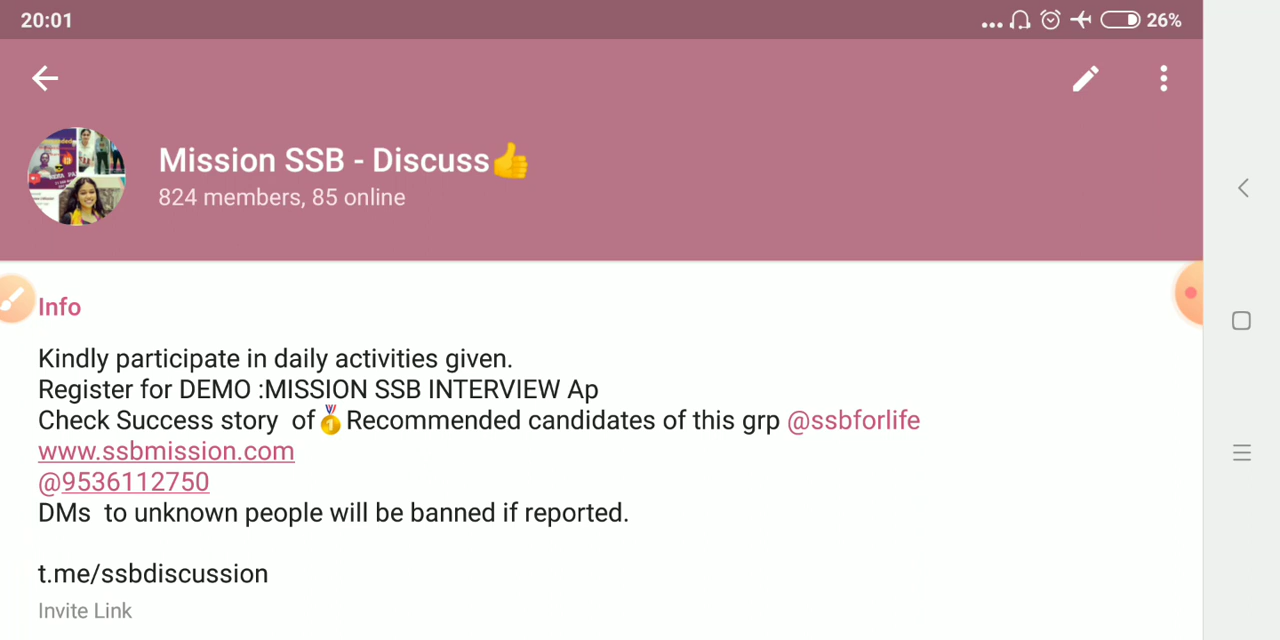 20:01
26%
Mission SSB - Discuss👍
824 members, 85 online
Info
Kindly participate in daily activities given.
Register for DEMO :MISSION SSB INTERVIEW Ap
Check Success story  of🏅Recommended candidates of this grp @ssbforlife
www.ssbmission.com
@9536112750
DMs  to unknown people will be banned if reported.
t.me/ssbdiscussion
Invite Link